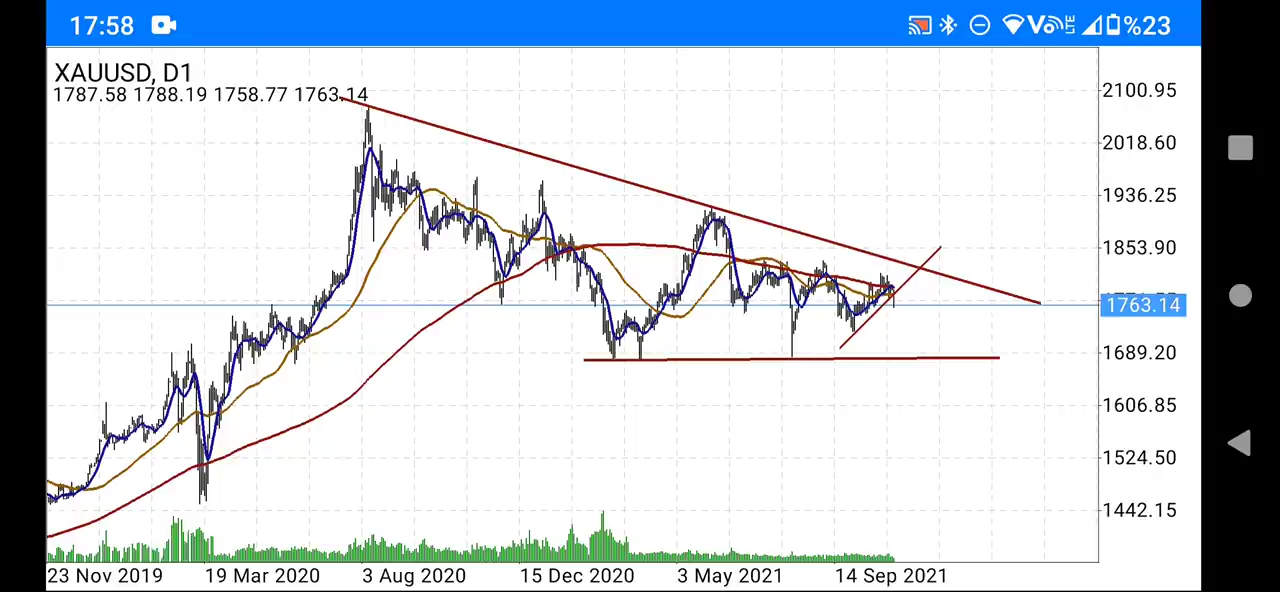 17:58
VoLTE %23
XAUUSD, D1
1787.58 1788.19 1758.77 1763.14
2100.95
2018.60
1936.25
1853.90
1763.14
1689.20
1606.85
1524.50
1442.15
23 Nov 2019 19 Mar 2020 3 Aug 2020 15 Dec 2020 3 May 2021 14 Sep 2021